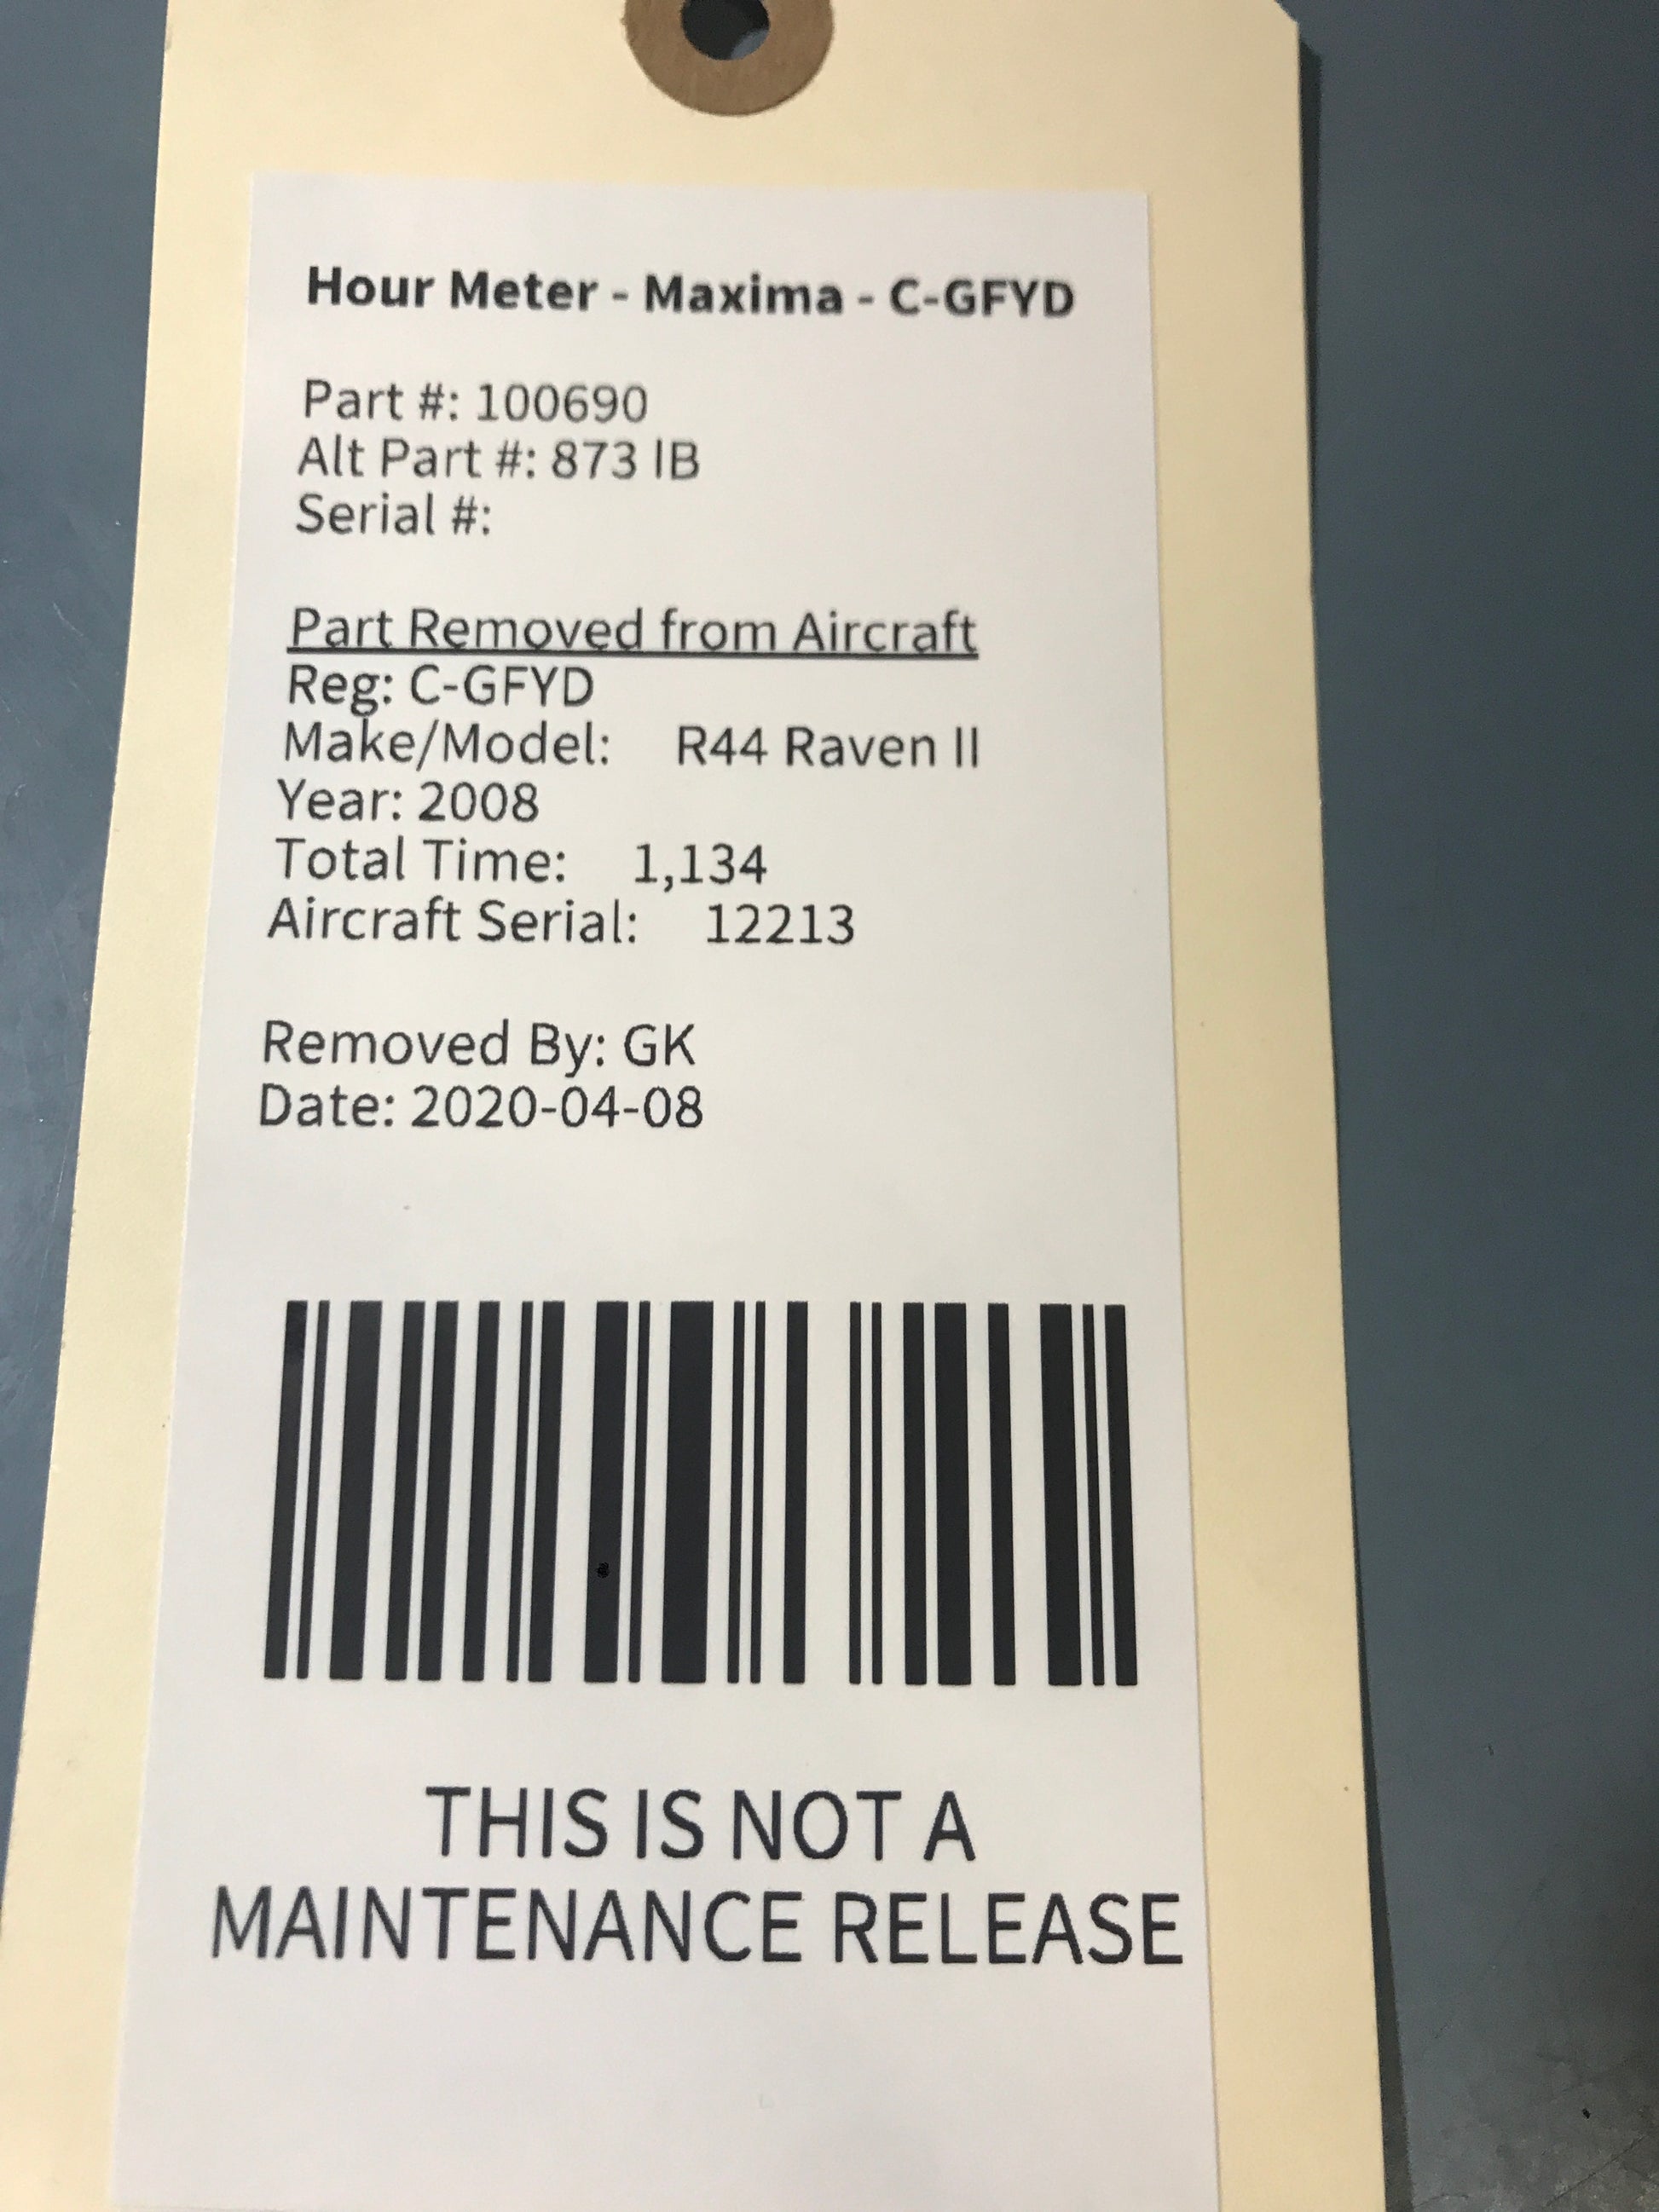 Hour Meter - Maxima - C-GFYD
Part #: 100690
Alt Part #: 873 IB
Serial #:
Part Removed from Aircraft
Reg: C-GFYD
Make/Model: R44 Raven II
Year: 2008
Total Time: 1,134
Aircraft Serial: 12213
Removed By: GK
Date: 2020-04-08
THIS IS NOT A
MAINTENANCE RELEASE